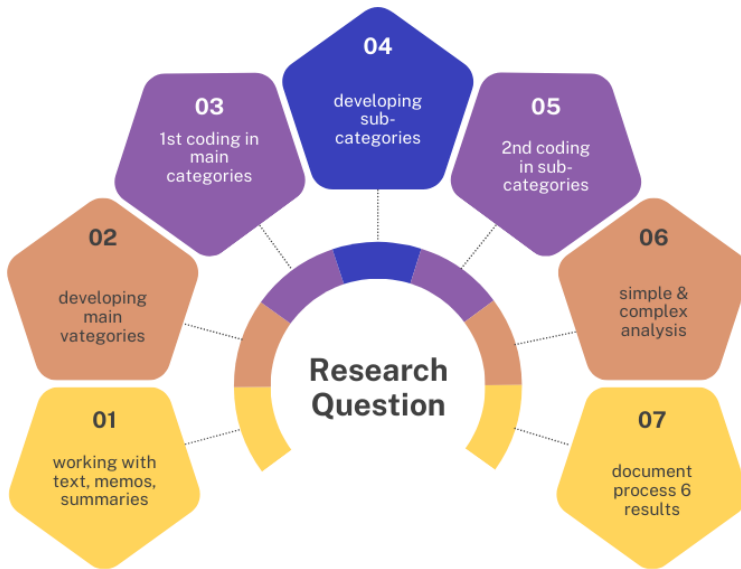 01
working with
text, memos,
summaries
02
developing
main
vategories
03
1st coding in
main
categories
04
developing
sub-
categories
05
2nd coding
in sub-
categories
06
simple &
complex
analysis
07
document
process 6
results
Research
Question